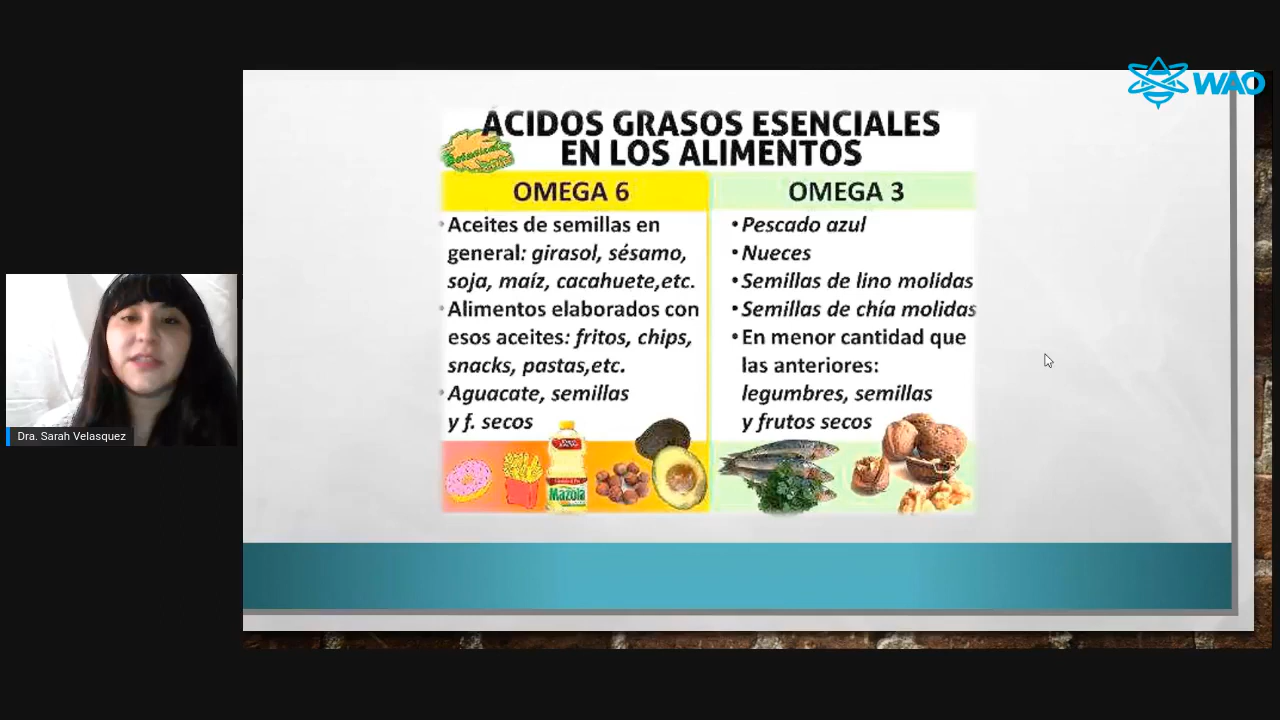 WAO
ÁCIDOS GRASOS ESENCIALES
EN LOS ALIMENTOS
Botanical
OMEGA 6
• Aceites de semillas en
general: girasol, sésamo,
soja, maíz, cacahuete,etc.
• Alimentos elaborados con
esos aceites: fritos, chips,
snacks, pastas,etc.
• Aguacate, semillas
y f. secos
Mazola
OMEGA 3
• Pescado azul
• Nueces
• Semillas de lino molidas
• Semillas de chía molidas
• En menor cantidad que
las anteriores:
legumbres, semillas
y frutos secos
Dra. Sarah Velasquez